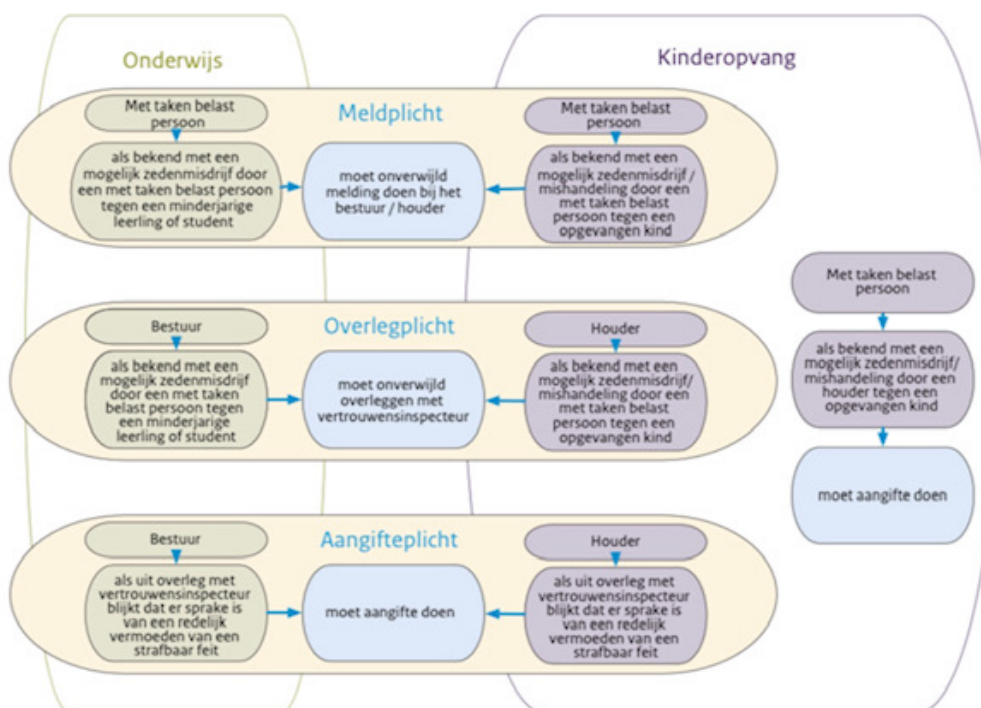 Onderwijs
Kinderopvang
Meldplicht
Met taken belast
persoon
als bekend met een
mogelijk zedenmisdrijf door
een met taken belast persoon
tegen een minderjarige
leerling of student
moet onverwijld
melding doen bij het
bestuur / houder
Met taken belast
persoon
als bekend met een
mogelijk zedenmisdrijf /
mishandeling door een
met taken belast
persoon tegen een
opgevangen kind
Overlegplicht
Bestuur
als bekend met een
mogelijk zedenmisdrijf
door een met taken
belast persoon tegen
een minderjarige
leerling of student
moet onverwijld
overleggen met
vertrouwensinspecteur
Houder
als bekend met een
mogelijk zedenmisdrijf/
mishandeling door een
met taken belast
persoon tegen een
opgevangen kind
Aangifteplicht
Bestuur
als uit overleg met
vertrouwensinspecteur
blijkt dat er sprake is
van een redelijk
vermoeden van een
strafbaar feit
moet aangifte doen
Houder
als uit overleg met
vertrouwensinspecteur
blijkt dat er sprake is
van een redelijk
vermoeden van een
strafbaar feit
Met taken belast
persoon
als bekend met een
mogelijk zedenmisdrijf/
mishandeling door een
houder tegen een
opgevangen kind
moet aangifte doen